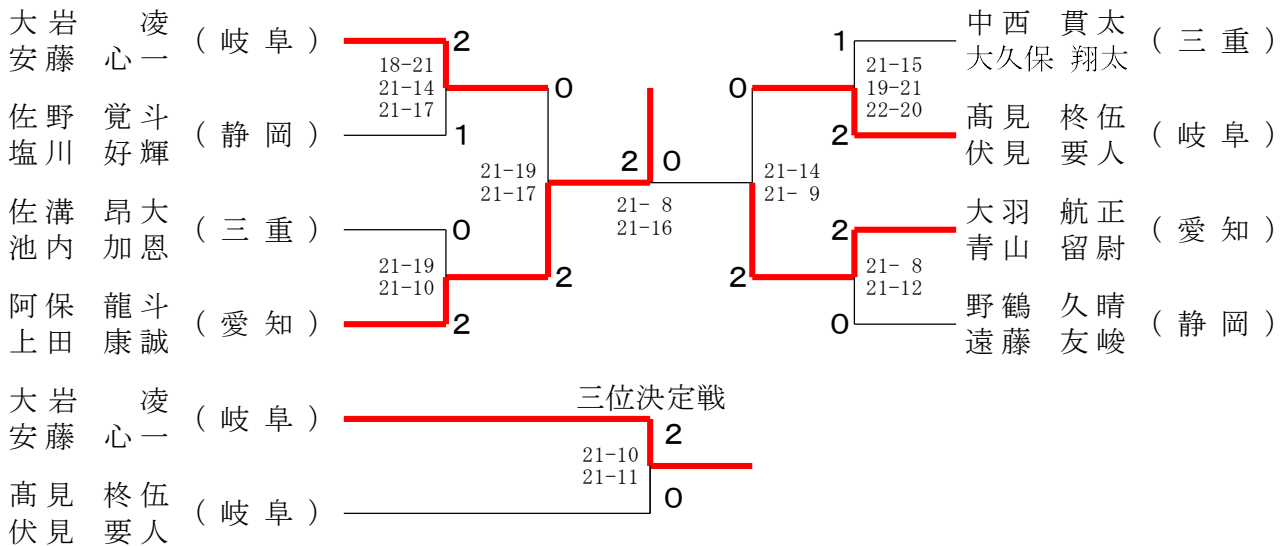 大岩 凌
安藤 心一
(岐阜)
2
18-21
21-14
21-17
0
佐野 覚斗
塩川 好輝
(静岡)
1
21-19
21-17
佐溝 昂大
池内 加恩
(三重)
0
21-19
21-10
2
阿保 龍斗
上田 康誠
(愛知)
2
2 0
21- 8
21-16
中西 貫太
大久保 翔太
(三重)
1
21-15
19-21
22-20
0
髙見 柊伍
伏見 要人
(岐阜)
2
21-14
21- 9
大羽 航正
青山 留尉
(愛知)
2
21- 8
21-12
2
野鶴 久晴
遠藤 友峻
(静岡)
0
三位決定戦
大岩 凌
安藤 心一
(岐阜)
2
21-10
21-11
髙見 柊伍
伏見 要人
(岐阜)
0